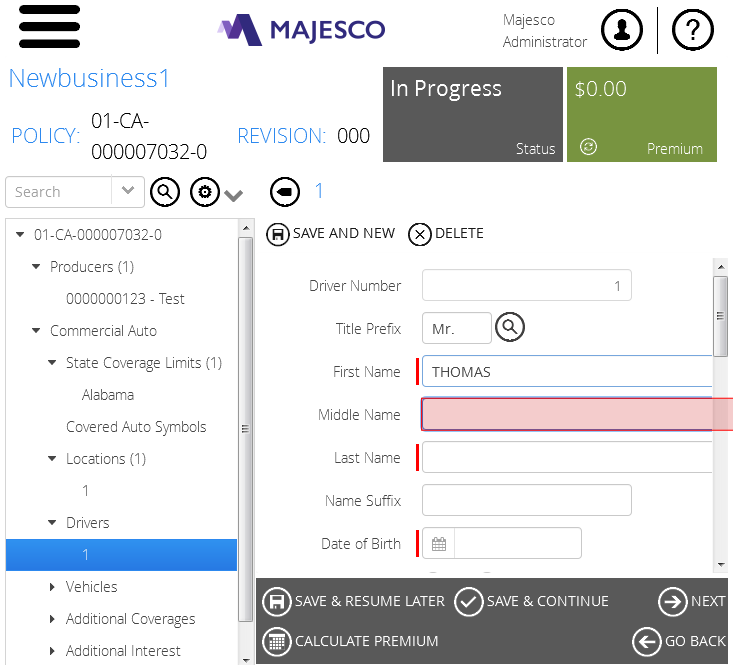 MAJESCO
Majesco
Administrator
?
Newbusiness1
POLICY:
01-CA-
000007032-0
REVISION: 000
In Progress
Status
$0.00
Premium
Search
1
01-CA-000007032-0
Producers (1)
0000000123 - Test
Commercial Auto
State Coverage Limits (1)
Alabama
Covered Auto Symbols
Locations (1)
1
Drivers
1
Vehicles
Additional Coverages
Additional Interest
SAVE AND NEW
DELETE
Driver Number 1
Title Prefix Mr.
First Name THOMAS
Middle Name
Last Name
Name Suffix
Date of Birth
SAVE & RESUME LATER
SAVE & CONTINUE
NEXT
CALCULATE PREMIUM
GO BACK